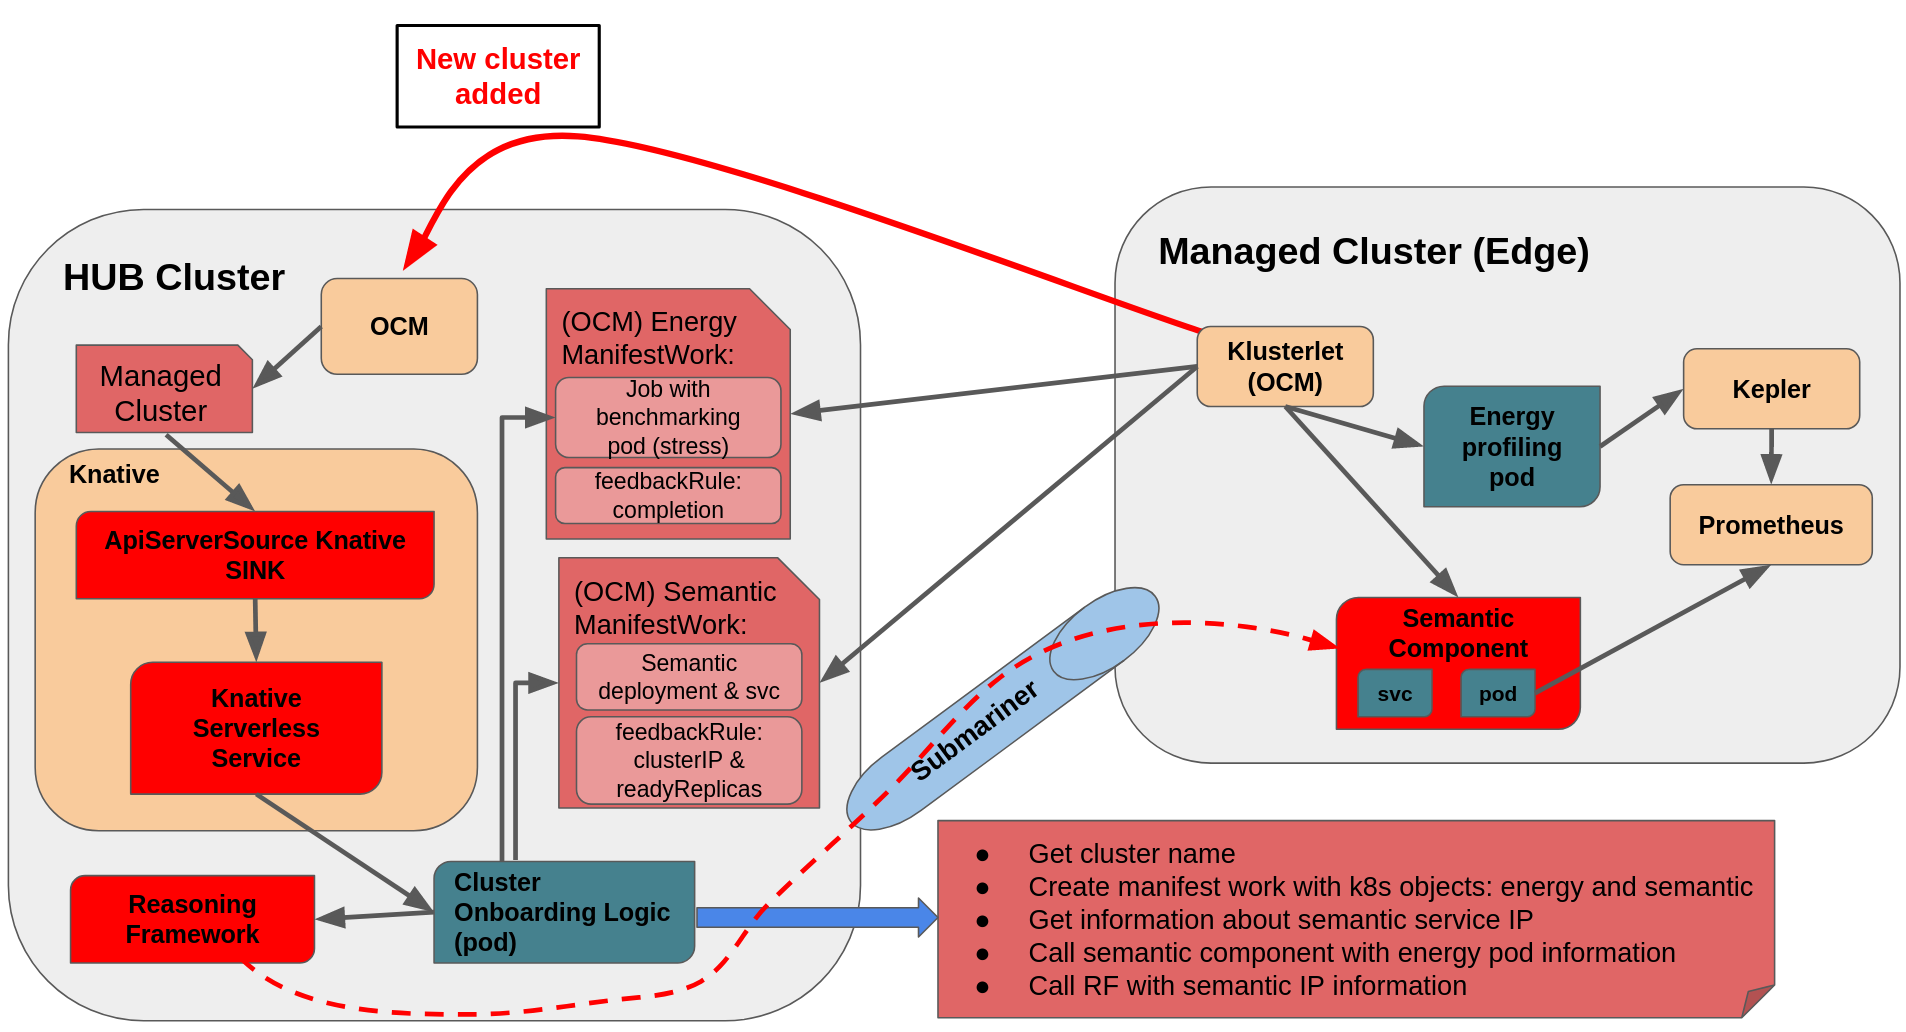 New cluster
added
HUB Cluster
OCM
Managed
Cluster
Knative
ApiServerSource Knative
SINK
Knative
Serverless
Service
Reasoning
Framework
Cluster
Onboarding Logic
(pod)
(OCM) Energy
ManifestWork:
Job with
benchmarking
pod (stress)
feedbackRule:
completion
(OCM) Semantic
ManifestWork:
Semantic
deployment & svc
feedbackRule:
clusterIP &
readyReplicas
Submariner
Managed Cluster (Edge)
Klusterlet
(OCM)
Energy
profiling
pod
Kepler
Prometheus
Semantic
Component
svc
pod
● Get cluster name
● Create manifest work with k8s objects: energy and semantic
● Get information about semantic service IP
● Call semantic component with energy pod information
● Call RF with semantic IP information